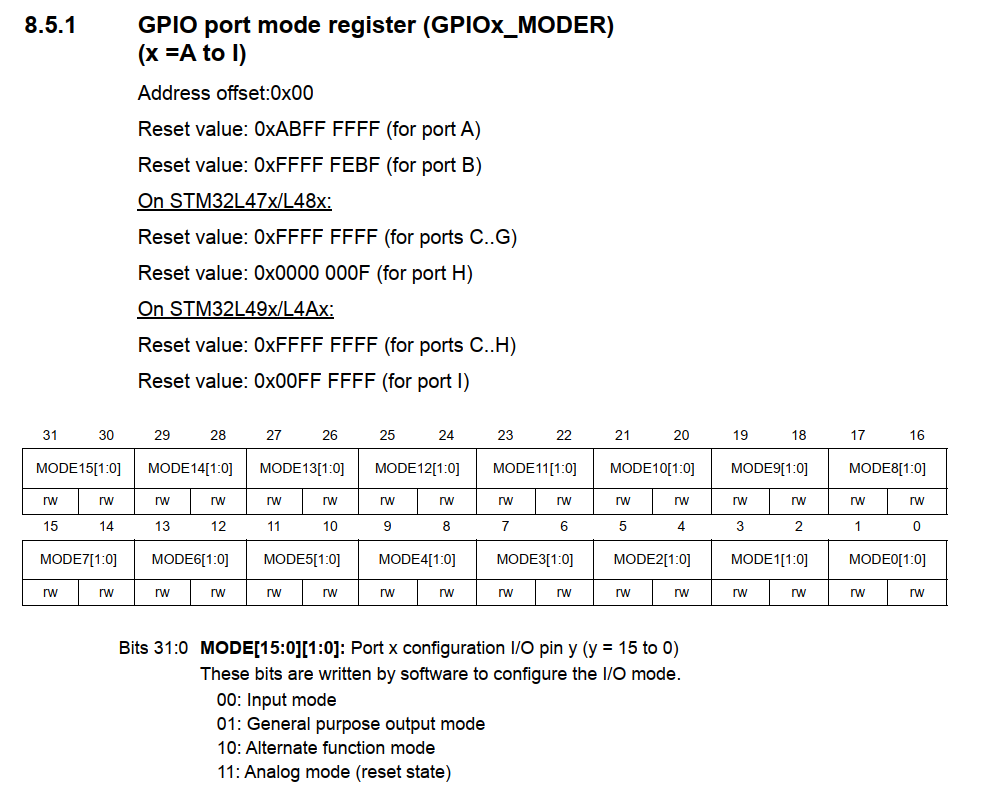 8.5.1 GPIO port mode register (GPIOx_MODER)
(x =A to I)
Address offset:0x00
Reset value: 0xABFF FFFF (for port A)
Reset value: 0xFFFF FEBF (for port B)
On STM32L47x/L48x:
Reset value: 0xFFFF FFFF (for ports C..G)
Reset value: 0x0000 000F (for port H)
On STM32L49x/L4Ax:
Reset value: 0xFFFF FFFF (for ports C..H)
Reset value: 0x00FF FFFF (for port I)
31 30 29 28 27 26 25 24 23 22 21 20 19 18 17 16
MODE15[1:0] MODE14[1:0] MODE13[1:0] MODE12[1:0] MODE11[1:0] MODE10[1:0] MODE9[1:0] MODE8[1:0]
rw rw rw rw rw rw rw rw rw rw rw rw rw rw rw rw
15 14 13 12 11 10 9 8 7 6 5 4 3 2 1 0
MODE7[1:0] MODE6[1:0] MODE5[1:0] MODE4[1:0] MODE3[1:0] MODE2[1:0] MODE1[1:0] MODE0[1:0]
rw rw rw rw rw rw rw rw rw rw rw rw rw rw rw rw
Bits 31:0 MODE[15:0][1:0]: Port x configuration I/O pin y (y = 15 to 0)
These bits are written by software to configure the I/O mode.
00: Input mode
01: General purpose output mode
10: Alternate function mode
11: Analog mode (reset state)